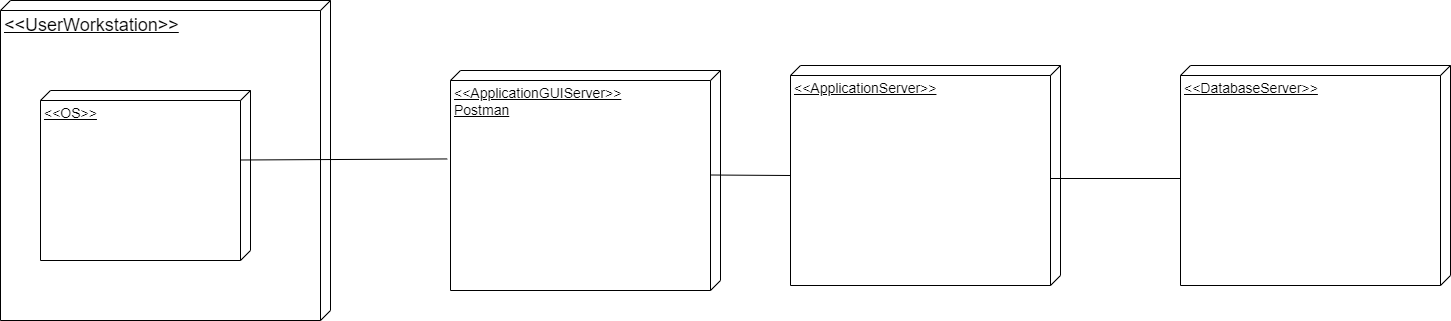 <<UserWorkstation>>
<<OS>>
<<ApplicationGUIServer>>
Postman
<<ApplicationServer>>
<<DatabaseServer>>